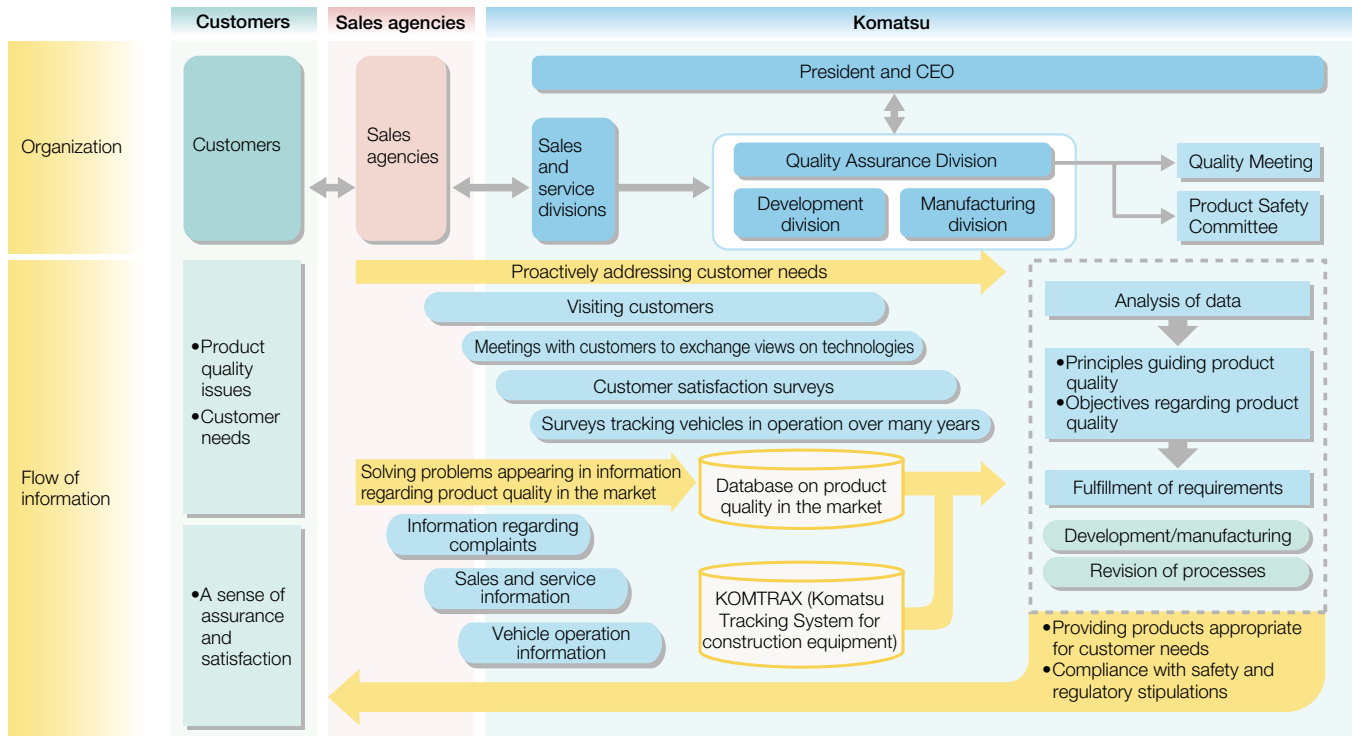 Customers
Sales agencies
Komatsu
Organization
Customers
Sales
agencies
President and CEO
Sales
and
service
divisions
Quality Assurance Division
Development
division
Manufacturing
division
Quality Meeting
Product Safety
Committee
Flow of
information
•Product
quality
issues
•Customer
needs
•A sense of
assurance
and
satisfaction
Proactively addressing customer needs
Visiting customers
Meetings with customers to exchange views on technologies
Customer satisfaction surveys
Surveys tracking vehicles in operation over many years
Solving problems appearing in information
regarding product quality in the market
Information regarding
complaints
Sales and service
information
Vehicle operation
information
Database on product
quality in the market
KOMTRAX (Komatsu
Tracking System for
construction equipment)
Analysis of data
•Principles guiding product
quality
•Objectives regarding product
quality
Fulfillment of requirements
Development/manufacturing
Revision of processes
•Providing products appropriate
for customer needs
•Compliance with safety and
regulatory stipulations